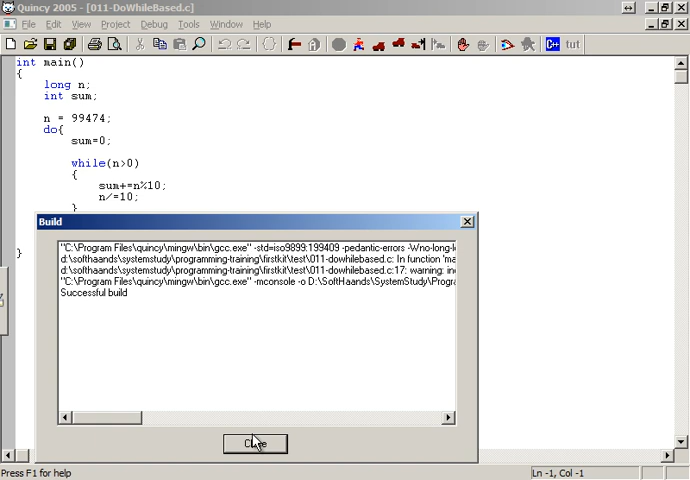 Quincy 2005 - [011-DoWhileBased.c]
File Edit View Project Debug Tools Window Help
C++ tut
int main()
{
long n;
int sum;
n = 99474;
do{
sum=0;
while(n>0)
{
sum+=n%10;
n/=10;
}
}
Build
"C:\Program Files\quincy\mingw\bin\gcc.exe" -std=iso9899:199409 -pedantic-errors -Wno-long-l
d:\softhaands\systemstudy\programming-training\firstkit\test\011-dowhilebased.c: In function 'ma
d:\softhaands\systemstudy\programming-training\firstkit\test\011-dowhilebased.c:17: warning: in
"C:\Program Files\quincy\mingw\bin\gcc.exe" -mconsole -o D:\SoftHaands\SystemStudy\Progra
Successful build
Press F1 for help
Ln -1, Col -1